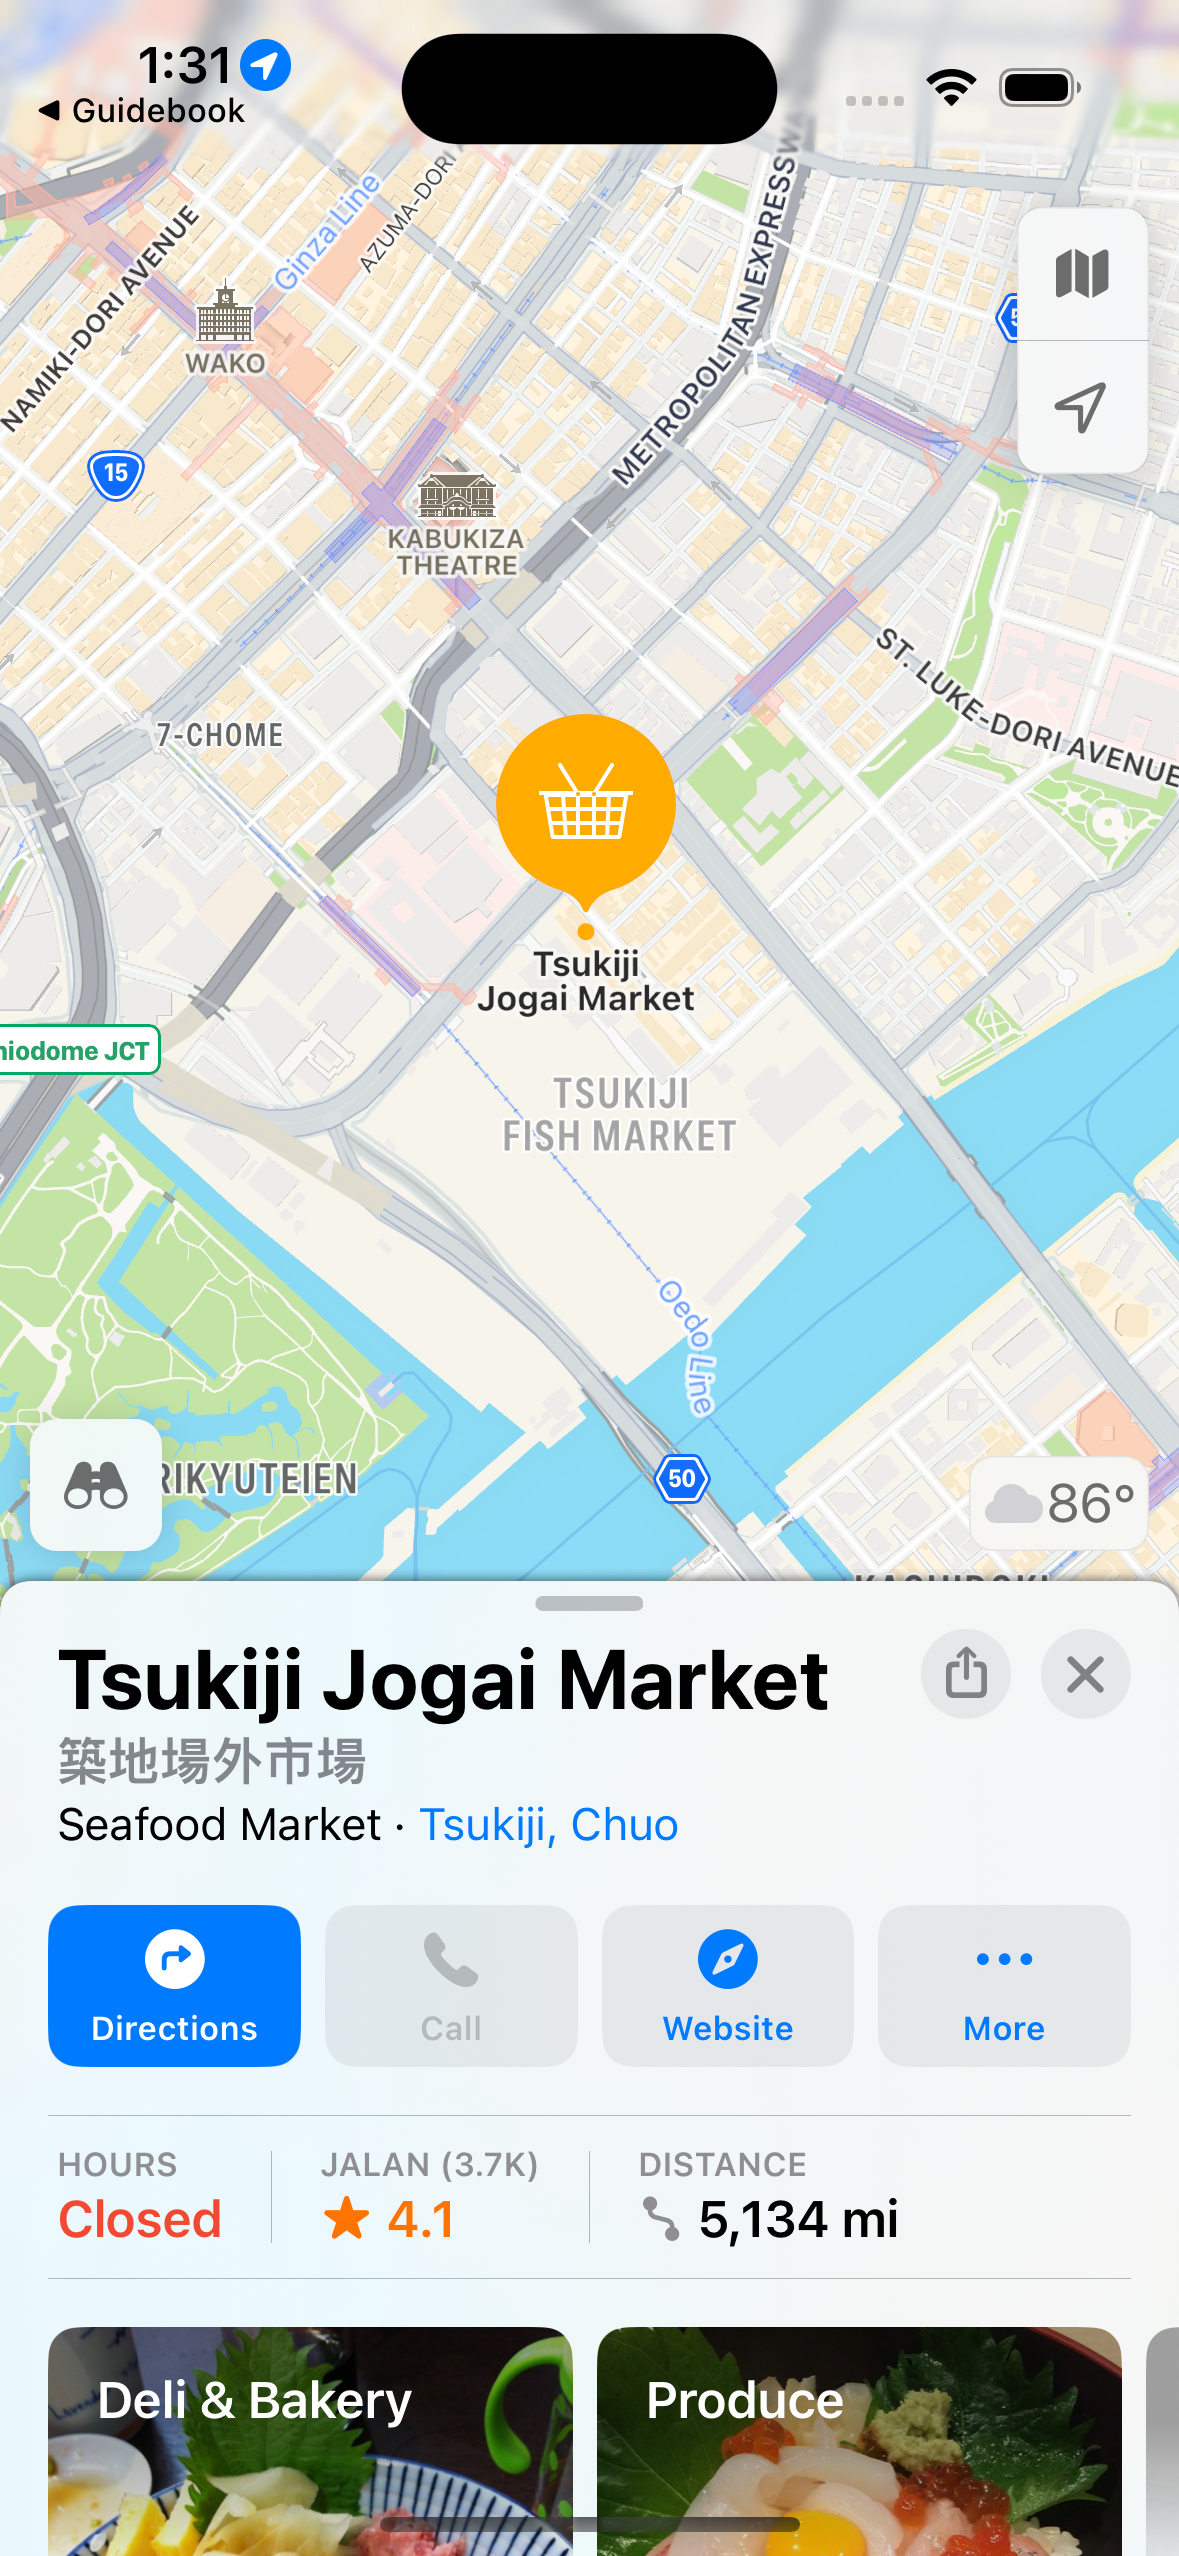 1:31
Guidebook
NAMIKI-DORI AVENUE
Ginza Line
AZUMA-DORI
METROPOLITAN EXPRESSWA
5
WAKO
15
KABUKIZA
THEATRE
ST. LUKE-DORI AVENUE
7-CHOME
Tsukiji
Jogai Market
iodome JCT
TSUKIJI
FISH MARKET
Oedo Line
RIKYUTEIEN
50
86°
Tsukiji Jogai Market
築地場外市場
Seafood Market · Tsukiji, Chuo
Directions
Call
Website
More
HOURS
JALAN (3.7K)
DISTANCE
Closed
4.1
5,134 mi
Deli & Bakery
Produce